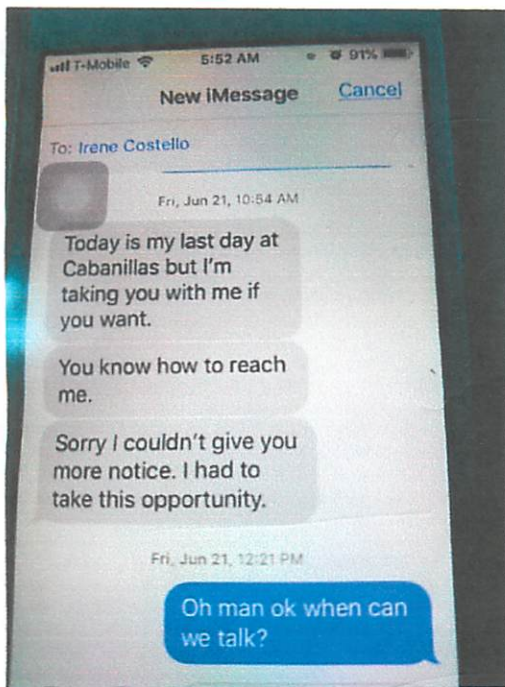 T-Mobile 5:52 AM 91%
New iMessage Cancel
To: Irene Costello
Fri, Jun 21, 10:54 AM
Today is my last day at
Cabanillas but I'm
taking you with me if
you want.
You know how to reach
me.
Sorry I couldn't give you
more notice. I had to
take this opportunity.
Fri, Jun 21, 12:21 PM
Oh man ok when can
we talk?